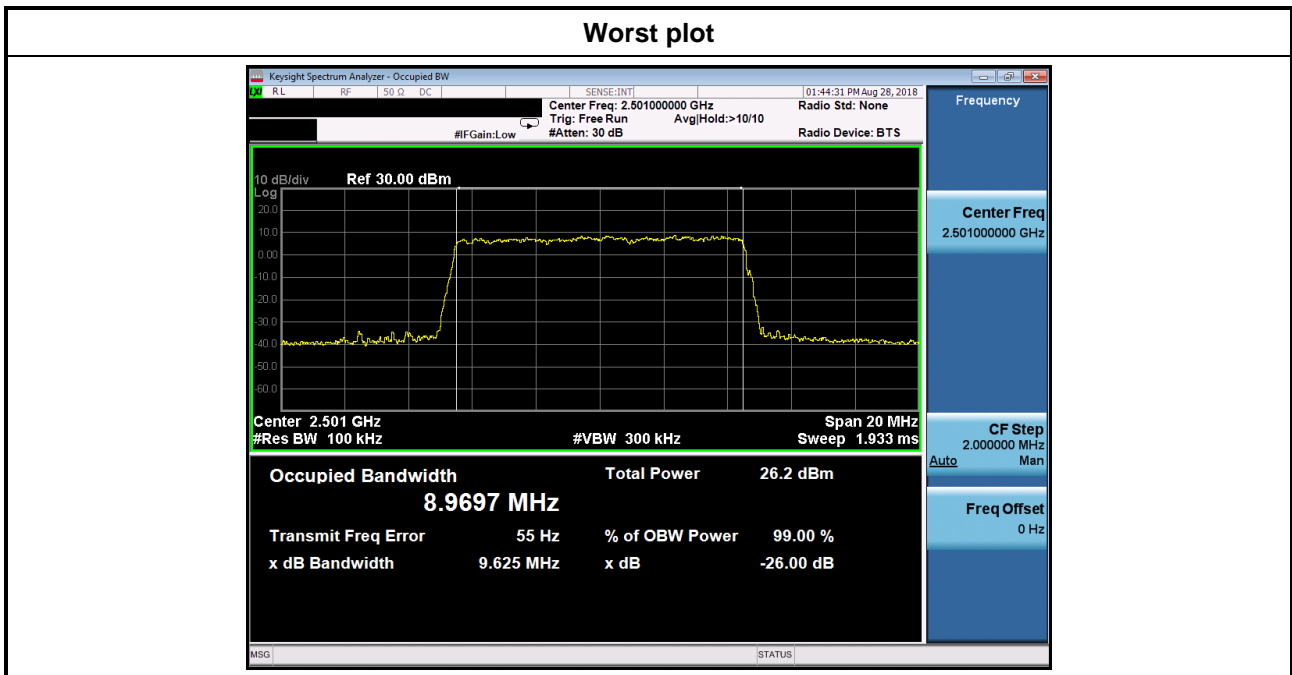 Worst plot
Keysight Spectrum Analyzer - Occupied BW
LXI RL RF 50 Ω DC SENSE:INT 01:44:31 PM Aug 28, 2018
Center Freq: 2.501000000 GHz Radio Std: None
Trig: Free Run Avg|Hold:>10/10
#IFGain:Low #Atten: 30 dB Radio Device: BTS
10 dB/div Ref 30.00 dBm
Log
20.0
10.0
0.00
-10.0
-20.0
-30.0
-40.0
-50.0
-60.0
Center 2.501 GHz Span 20 MHz
#Res BW 100 kHz #VBW 300 kHz Sweep 1.933 ms
Occupied Bandwidth Total Power 26.2 dBm
8.9697 MHz
Transmit Freq Error 55 Hz % of OBW Power 99.00 %
x dB Bandwidth 9.625 MHz x dB -26.00 dB
MSG STATUS
Frequency
Center Freq
2.501000000 GHz
CF Step
2.000000 MHz
Auto Man
Freq Offset
0 Hz